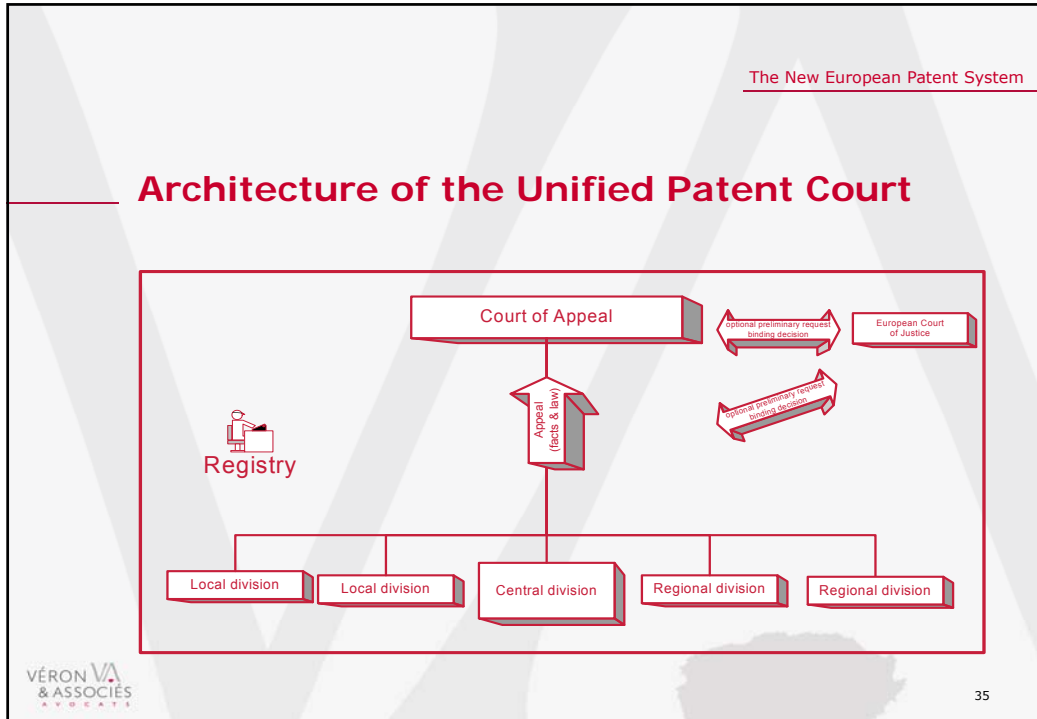 The New European Patent System
Architecture of the Unified Patent Court
Court of Appeal
optional preliminary request
binding decision
European Court
of Justice
Appeal
(facts & law)
optional preliminary request
binding decision
Registry
Local division
Local division
Central division
Regional division
Regional division
VÉRON VA
& ASSOCIÉS
AVOCATS
35